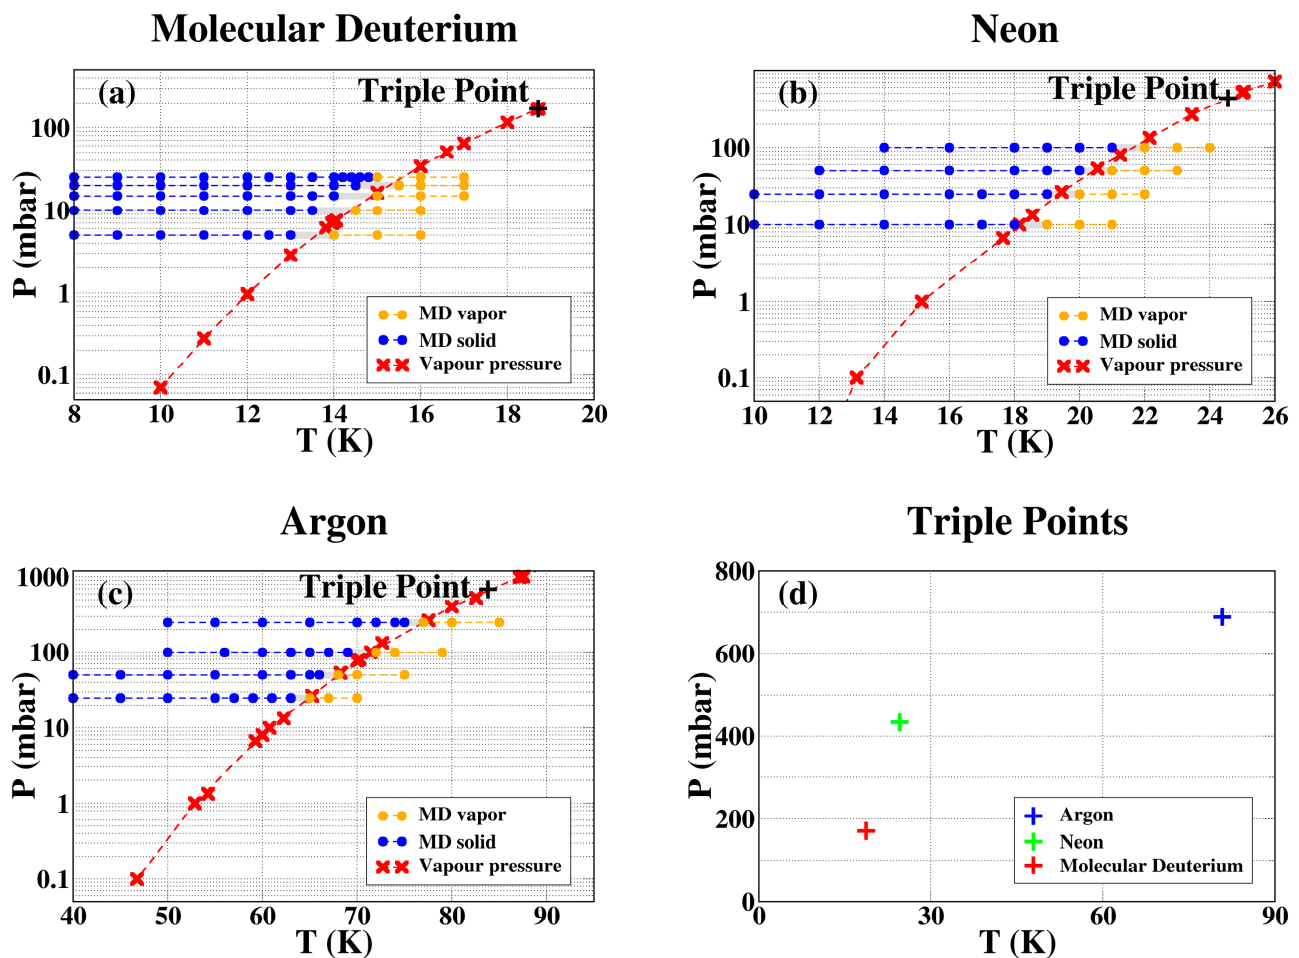 Molecular Deuterium
(a)
Triple Point
100
10
1
0.1
P (mbar)
MD vapor
MD solid
Vapour pressure
8 10 12 14 16 18 20
T (K)
Neon
(b)
Triple Point
100
10
1
0.1
P (mbar)
MD vapor
MD solid
Vapour pressure
10 12 14 16 18 20 22 24 26
T (K)
Argon
(c)
Triple Point
1000
100
10
1
0.1
P (mbar)
MD vapor
MD solid
Vapour pressure
40 50 60 70 80 90
T (K)
Triple Points
(d)
800
600
400
200
0
P (mbar)
Argon
Neon
Molecular Deuterium
0 30 60 90
T (K)